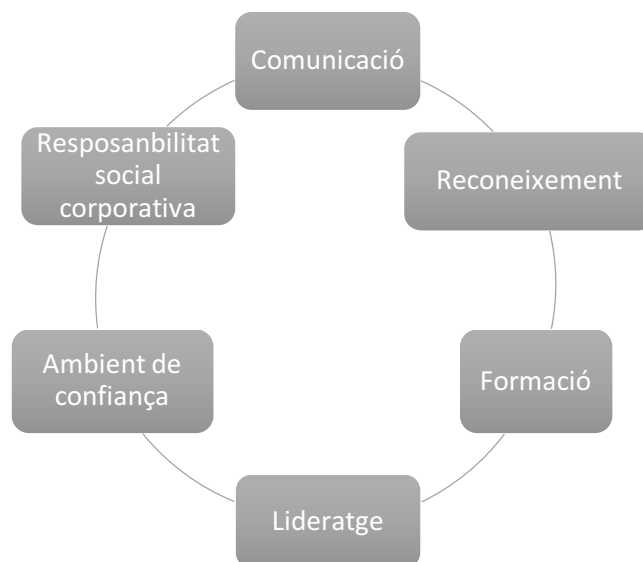 Comunicació
Reconeixement
Formació
Lideratge
Ambient de
confiança
Resposanbilitat
social
corporativa